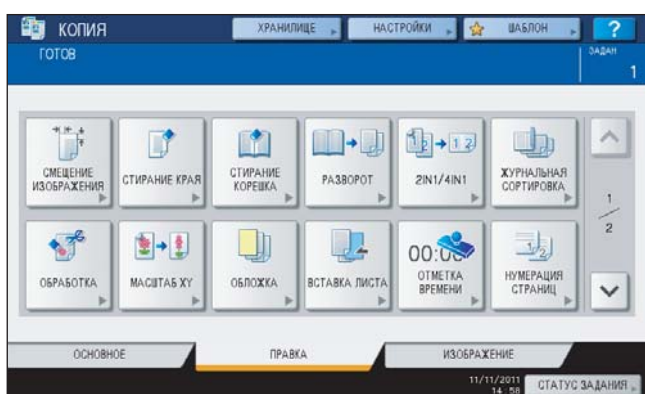 КОПИЯ
ХРАНИЛИЩЕ
НАСТРОЙКИ
ШАБЛОН
?
ГОТОВ
ЗАДАН
1
СМЕЩЕНИЕ
ИЗОБРАЖЕНИЯ
СТИРАНИЕ КРАЯ
СТИРАНИЕ
КОРЕШКА
РАЗВОРОТ
2IN1/4IN1
ЖУРНАЛЬНАЯ
СОРТИРОВКА
1
2
ОБРАБОТКА
МАСШТАБ XY
ОБЛОЖКА
ВСТАВКА ЛИСТА
00:00
ОТМЕТКА
ВРЕМЕНИ
НУМЕРАЦИЯ
СТРАНИЦ
ОСНОВНОЕ
ПРАВКА
ИЗОБРАЖЕНИЕ
11/11/2011
14:58
СТАТУС ЗАДАНИЯ